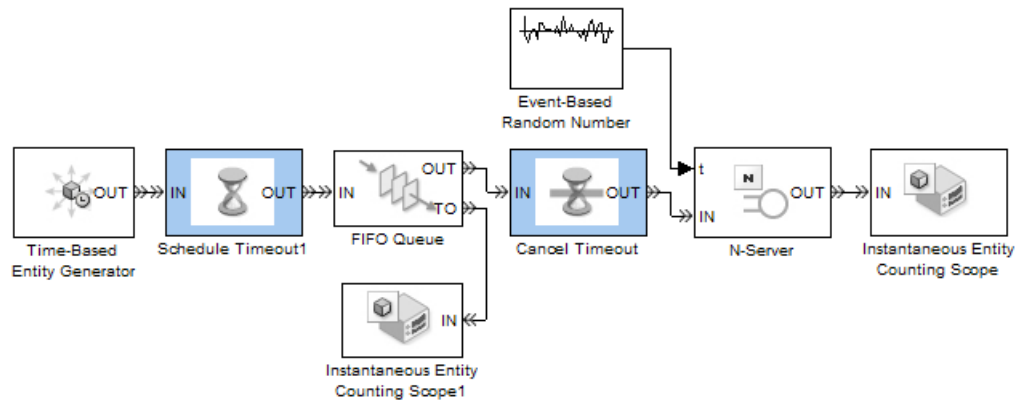 Event-Based
Random Number
OUT
IN
OUT
IN
OUT
TO
IN
OUT
t
IN
N
OUT
IN
Time-Based
Entity Generator
Schedule Timeout1
FIFO Queue
Cancel Timeout
N-Server
Instantaneous Entity
Counting Scope
IN
Instantaneous Entity
Counting Scope1